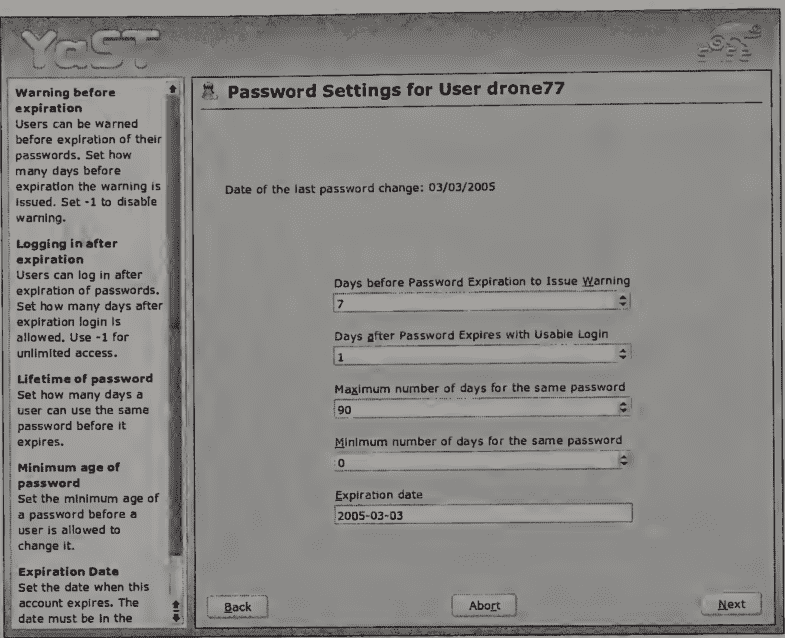 YaST
Warning before
expiration
Users can be warned
before expiration of their
passwords. Set how
many days before
expiration the warning is
issued. Set -1 to disable
warning.
Logging in after
expiration
Users can log in after
expiration of passwords.
Set how many days after
expiration login is
allowed. Use -1 for
unlimited access.
Lifetime of password
Set how many days a
user can use the same
password before it
expires.
Minimum age of
password
Set the minimum age of
a password before a
user is allowed to
change it.
Expiration Date
Set the date when this
account expires. The
date must be in the
Password Settings for User drone77
Date of the last password change: 03/03/2005
Days before Password Expiration to Issue Warning
7
Days after Password Expires with Usable Login
1
Maximum number of days for the same password
90
Minimum number of days for the same password
0
Expiration date
2005-03-03
Back
Abort
Next